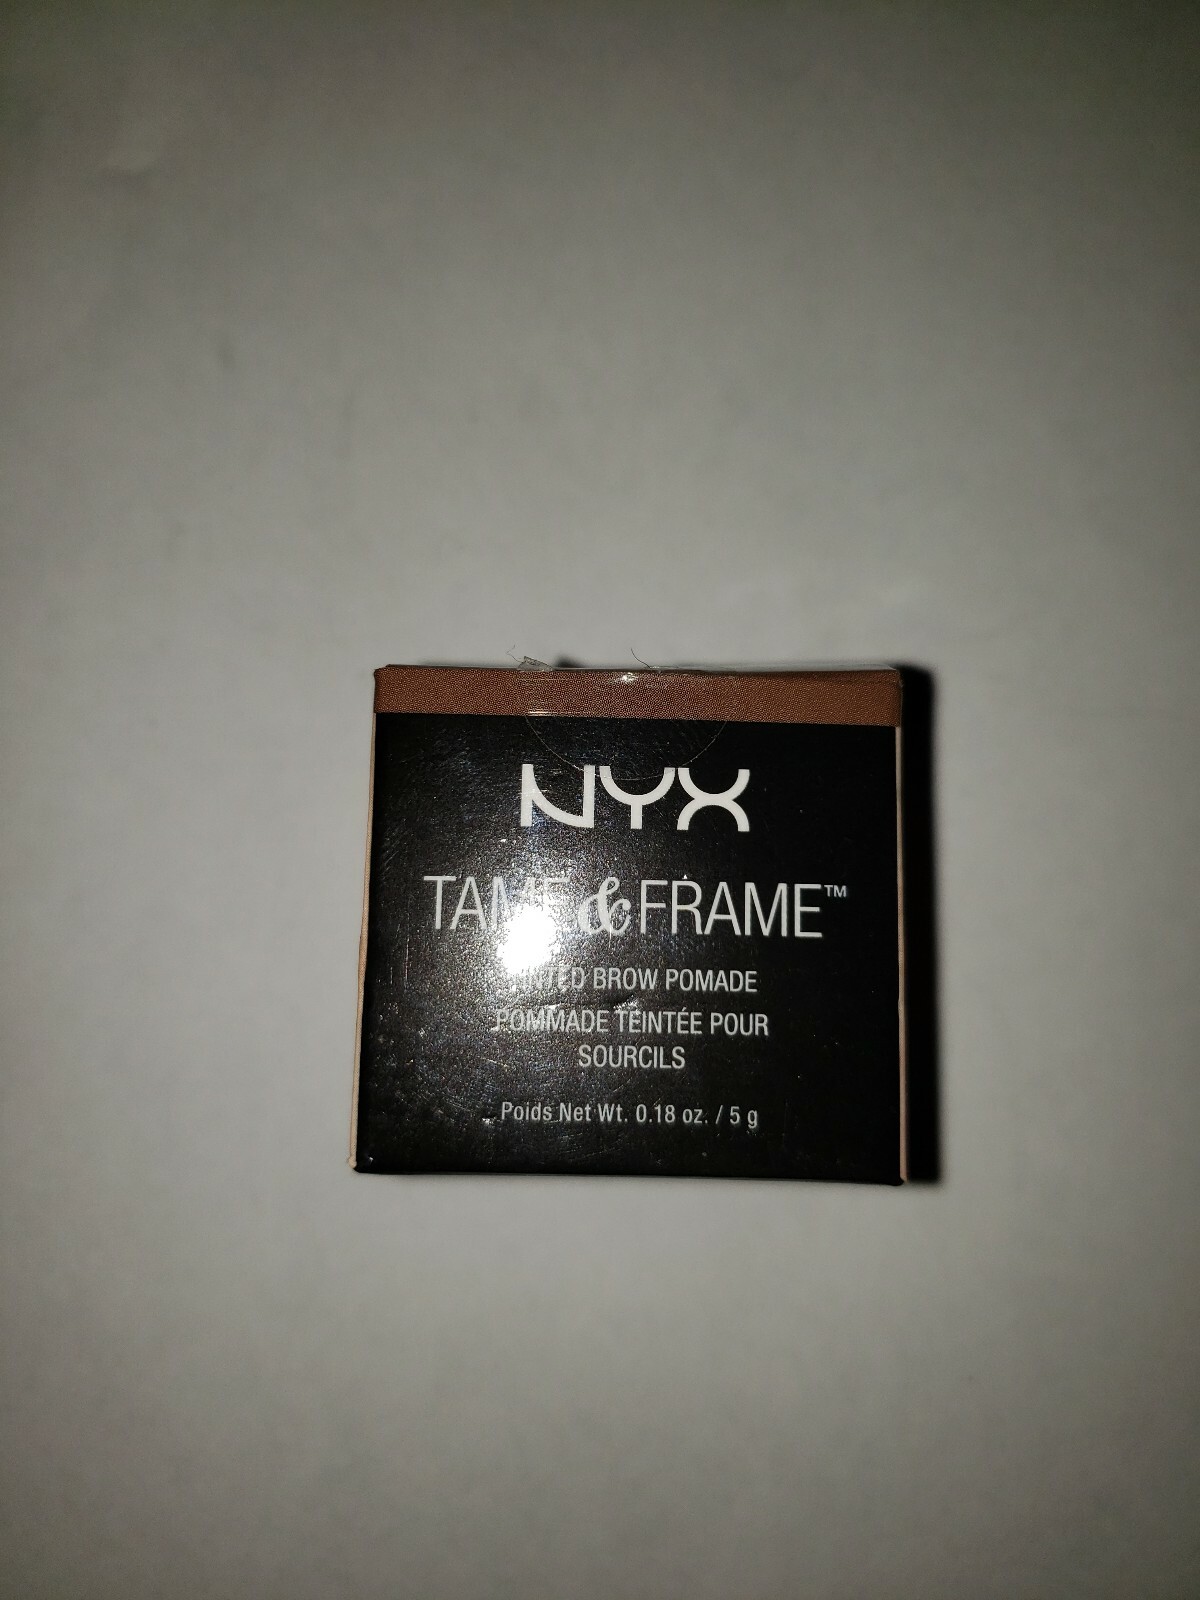 NYX
TAME & FRAME™
TINTED BROW POMADE
POMMADE TEINTÉE POUR
SOURCILS
Poids Net Wt. 0.18 oz. / 5 g